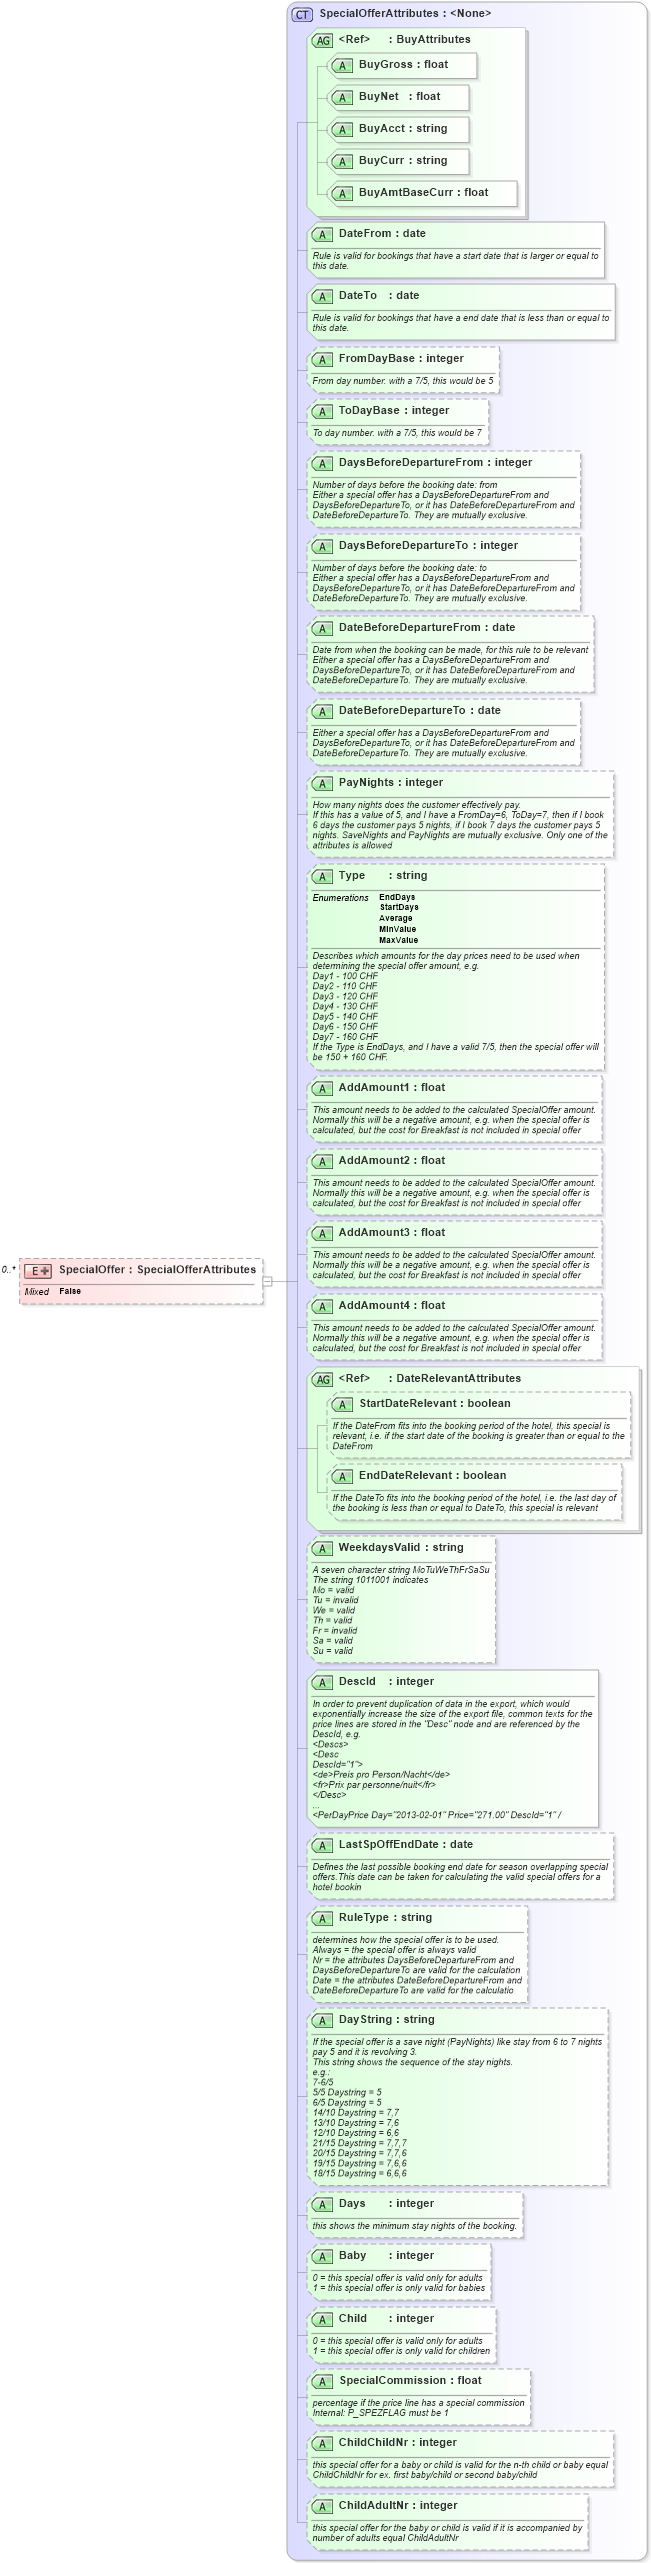 CT SpecialOfferAttributes : <None>
AG <Ref> : BuyAttributes
A BuyGross : float
A BuyNet : float
A BuyAcct : string
A BuyCurr : string
A BuyAmtBaseCurr : float
A DateFrom : date
Rule is valid for bookings that have a start date that is larger or equal to
this date.
A DateTo : date
Rule is valid for bookings that have a end date that is less than or equal to
this date.
A FromDayBase : integer
From day number. with a 7/5, this would be 5
A ToDayBase : integer
To day number. with a 7/5, this would be 7
A DaysBeforeDepartureFrom : integer
Number of days before the booking date: from
Either a special offer has a DaysBeforeDepartureFrom and
DaysBeforeDepartureTo, or it has DateBeforeDepartureFrom and
DateBeforeDepartureTo. They are mutually exclusive.
A DaysBeforeDepartureTo : integer
Number of days before the booking date: to
Either a special offer has a DaysBeforeDepartureFrom and
DaysBeforeDepartureTo, or it has DateBeforeDepartureFrom and
DateBeforeDepartureTo. They are mutually exclusive.
A DateBeforeDepartureFrom : date
Date from when the booking can be made, for this rule to be relevant
Either a special offer has a DaysBeforeDepartureFrom and
DaysBeforeDepartureTo, or it has DateBeforeDepartureFrom and
DateBeforeDepartureTo. They are mutually exclusive.
A DateBeforeDepartureTo : date
Either a special offer has a DaysBeforeDepartureFrom and
DaysBeforeDepartureTo, or it has DateBeforeDepartureFrom and
DateBeforeDepartureTo. They are mutually exclusive.
A PayNights : integer
How many nights does the customer effectively pay.
If this has a value of 5, and I have a FromDay=6, ToDay=7, then if I book
6 days the customer pays 5 nights, if I book 7 days the customer pays 5
nights. SaveNights and PayNights are mutually exclusive. Only one of the
attributes is allowed
A Type : string
Enumerations EndDays
StartDays
Average
MinValue
MaxValue
Describes which amounts for the day prices need to be used when
determining the special offer amount, e.g.
Day1 - 100 CHF
Day2 - 110 CHF
Day3 - 120 CHF
Day4 - 130 CHF
Day5 - 140 CHF
Day6 - 150 CHF
Day7 - 160 CHF
If the Type is EndDays, and I have a valid 7/5, then the special offer will
be 150 + 160 CHF.
A AddAmount1 : float
This amount needs to be added to the calculated SpecialOffer amount.
Normally this will be a negative amount, e.g. when the special offer is
calculated, but the cost for Breakfast is not included in special offer
A AddAmount2 : float
This amount needs to be added to the calculated SpecialOffer amount.
Normally this will be a negative amount, e.g. when the special offer is
calculated, but the cost for Breakfast is not included in special offer
A AddAmount3 : float
This amount needs to be added to the calculated SpecialOffer amount.
Normally this will be a negative amount, e.g. when the special offer is
calculated, but the cost for Breakfast is not included in special offer
0..* E SpecialOffer : SpecialOfferAttributes
Mixed False
A AddAmount4 : float
This amount needs to be added to the calculated SpecialOffer amount.
Normally this will be a negative amount, e.g. when the special offer is
calculated, but the cost for Breakfast is not included in special offer
AG <Ref> : DateRelevantAttributes
A StartDateRelevant : boolean
If the DateFrom fits into the booking period of the hotel, this special is
relevant, i.e. if the start date of the booking is greater than or equal to the
DateFrom
A EndDateRelevant : boolean
If the DateTo fits into the booking period of the hotel, i.e. the last day of
the booking is less than or equal to DateTo, this special is relevant
A WeekdaysValid : string
A seven character string MoTuWeThFrSaSu
The string 1011001 indicates
Mo = valid
Tu = invalid
We = valid
Th = valid
Fr = invalid
Sa = valid
Su = valid
A DescId : integer
In order to prevent duplication of data in the export, which would
exponentially increase the size of the export file, common texts for the
price lines are stored in the "Desc" node and are referenced by the
DescId, e.g.
<Descs>
<Desc
DescId="1">
<de>Preis pro Person/Nacht</de>
<fr>Prix par personne/nuit</fr>
</Desc>
...
<PerDayPrice Day="2013-02-01" Price="271.00" DescId="1" /
A LastSpOffEndDate : date
Defines the last possible booking end date for season overlapping special
offers.This date can be taken for calculating the valid special offers for a
hotel bookin
A RuleType : string
determines how the special offer is to be used.
Always = the special offer is always valid
Nr = the attributes DaysBeforeDepartureFrom and
DaysBeforeDepartureTo are valid for the calculation
Date = the attributes DateBeforeDepartureFrom and
DateBeforeDepartureTo are valid for the calculatio
A DayString : string
If the special offer is a save night (PayNights) like stay from 6 to 7 nights
pay 5 and it is revolving 3.
This string shows the sequence of the stay nights.
e.g.:
7-6/5
5/5 Daystring = 5
6/5 Daystring = 5
14/10 Daystring = 7,7
13/10 Daystring = 7,6
12/10 Daystring = 6,6
21/15 Daystring = 7,7,7
20/15 Daystring = 7,7,6
19/15 Daystring = 7,6,6
18/15 Daystring = 6,6,6
A Days : integer
this shows the minimum stay nights of the booking.
A Baby : integer
0 = this special offer is valid only for adults
1 = this special offer is only valid for babies
A Child : integer
0 = this special offer is valid only for adults
1 = this special offer is only valid for children
A SpecialCommission : float
percentage if the price line has a special commission
Internal: P_SPEZFLAG must be 1
A ChildChildNr : integer
this special offer for a baby or child is valid for the n-th child or baby equal
ChildChildNr for ex. first baby/child or second baby/child
A ChildAdultNr : integer
this special offer for the baby or child is valid if it is accompanied by
number of adults equal ChildAdultNr